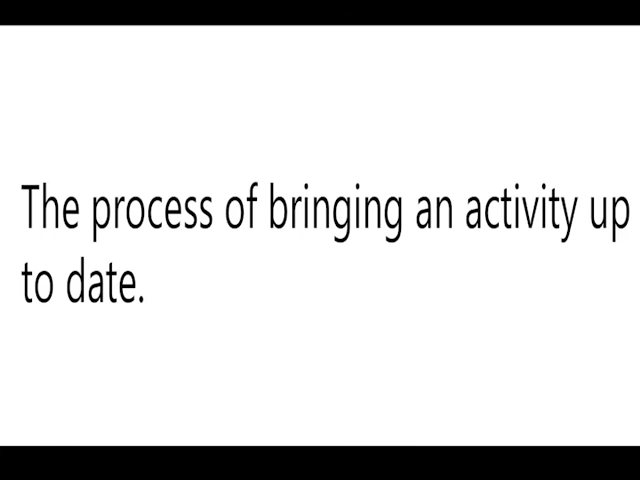 The process of bringing an activity up
to date.